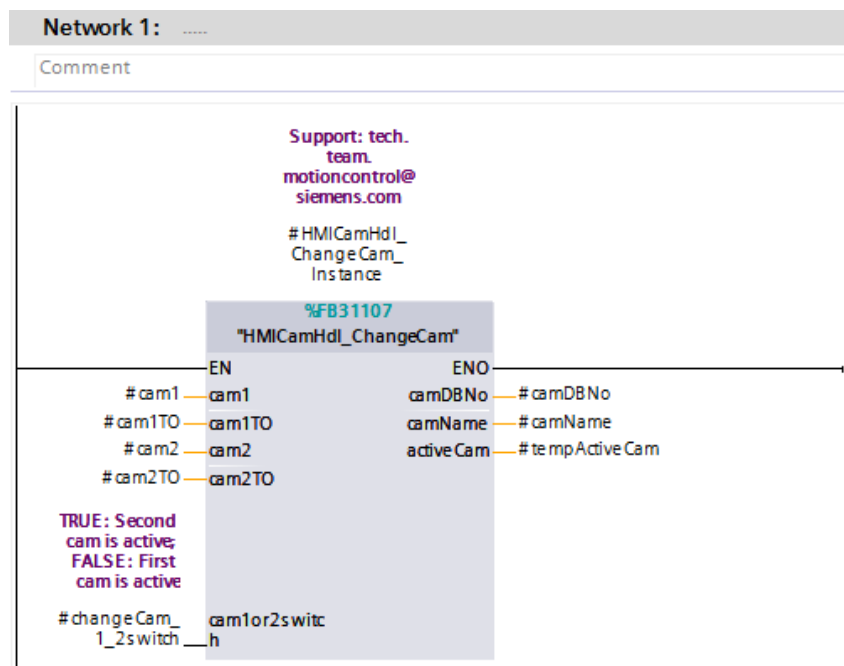 Network 1: .....
Comment
Support: tech.
team.
motioncontrol@
siemens.com
#HMICamHdl_
ChangeCam_
Instance
%FB31107
"HMICamHdl_ChangeCam"
EN ENO
#cam1 cam1 camDBNo #camDBNo
#cam1TO cam1TO camName #camName
#cam2 cam2 activeCam #tempActiveCam
#cam2TO cam2TO
TRUE: Second
cam is active;
FALSE: First
cam is active
#changeCam_ cam1or2switc
1_2switch h